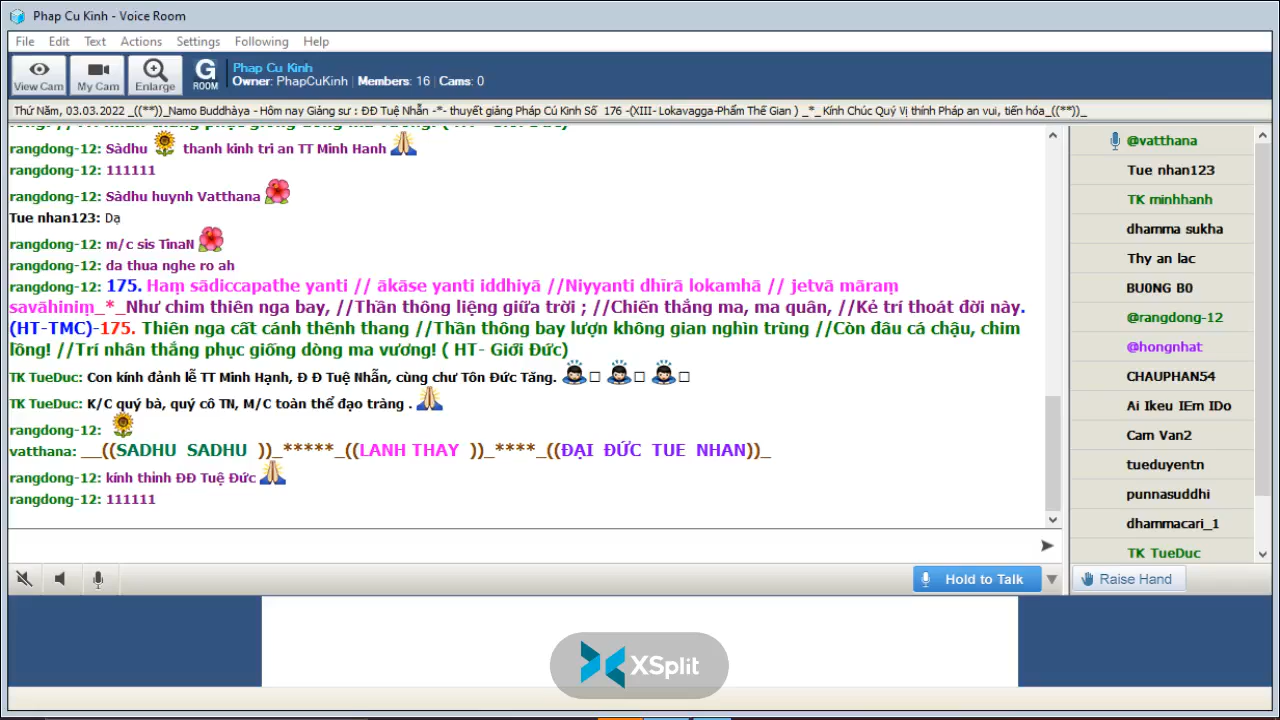 Phap Cu Kinh - Voice Room
File Edit Text Actions Settings Following Help
View Cam My Cam Enlarge G ROOM
Phap Cu Kinh
Owner: PhapCuKinh Members: 16 Cams: 0
Thứ Năm, 03.03.2022 _((**))_Namo Buddhàya - Hôm nay Giảng sư : ĐĐ Tuệ Nhẫn -*- thuyết giảng Pháp Cú Kinh Số 176 -(XIII- Lokavagga-Phẩm Thế Gian ) _*_ Kính Chúc Quý Vị thính Pháp an vui, tiến hóa_((**))_
rangdong-12: Sàdhu thanh kinh tri an TT Minh Hanh
rangdong-12: 111111
rangdong-12: Sàdhu huynh Vatthana
Tue nhan123: Dạ
rangdong-12: m/c sis TinaN
rangdong-12: da thua nghe ro ah
rangdong-12: 175. Haṃ sādiccapathe yanti // ākāse yanti iddhiyā //Niyyanti dhīrā lokamhā // jetvā māraṃ
savāhiniṃ_*_Như chim thiên nga bay, //Thần thông liệng giữa trời ; //Chiến thắng ma, ma quân, //Kẻ trí thoát đời này.
(HT-TMC)-175. Thiên nga cất cánh thênh thang //Thần thông bay lượn không gian nghìn trùng //Còn đâu cá chậu, chim
lồng! //Trí nhân thắng phục giống dòng ma vương! ( HT- Giới Đức)
TK TueDuc: Con kính đảnh lễ TT Minh Hạnh, Đ Đ Tuệ Nhẫn, cùng chư Tôn Đức Tăng.
TK TueDuc: K/C quý bà, quý cô TN, M/C toàn thể đạo tràng .
rangdong-12:
vatthana: __((SADHU SADHU ))_*****_((LANH THAY ))_****_((ĐẠI ĐỨC TUE NHAN))_
rangdong-12: kính thỉnh ĐĐ Tuệ Đức
rangdong-12: 111111
@vatthana
Tue nhan123
TK minhhanh
dhamma sukha
Thy an lac
BU0NG B0
@rangdong-12
@hongnhat
CHAUPHAN54
Ai Ikeu IEm IDo
Cam Van2
tueduyentn
punnasuddhi
dhammacari_1
TK TueDuc
Hold to Talk
Raise Hand
XSplit